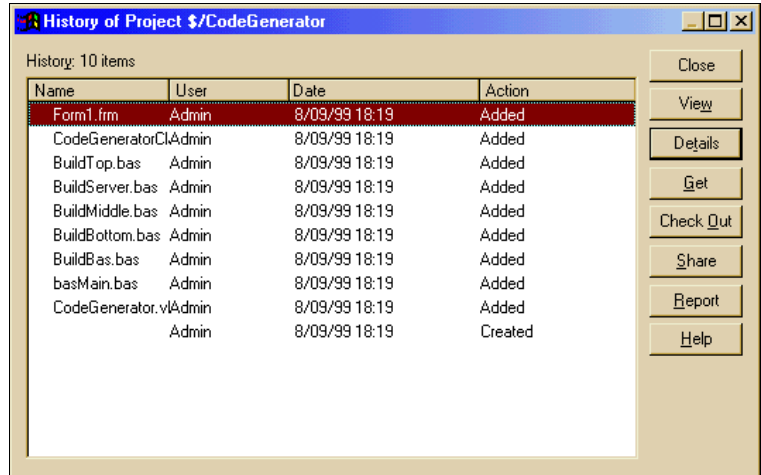 History of Project $/CodeGenerator
History: 10 items
Close
Name User Date Action
View
Form1.frm Admin 8/09/99 18:19 Added
CodeGeneratorCl Admin 8/09/99 18:19 Added
Details
BuildTop.bas Admin 8/09/99 18:19 Added
BuildServer.bas Admin 8/09/99 18:19 Added
Get
BuildMiddle.bas Admin 8/09/99 18:19 Added
Check Out
BuildBottom.bas Admin 8/09/99 18:19 Added
BuildBas.bas Admin 8/09/99 18:19 Added
Share
basMain.bas Admin 8/09/99 18:19 Added
CodeGenerator.v Admin 8/09/99 18:19 Added
Report
Admin 8/09/99 18:19 Created
Help